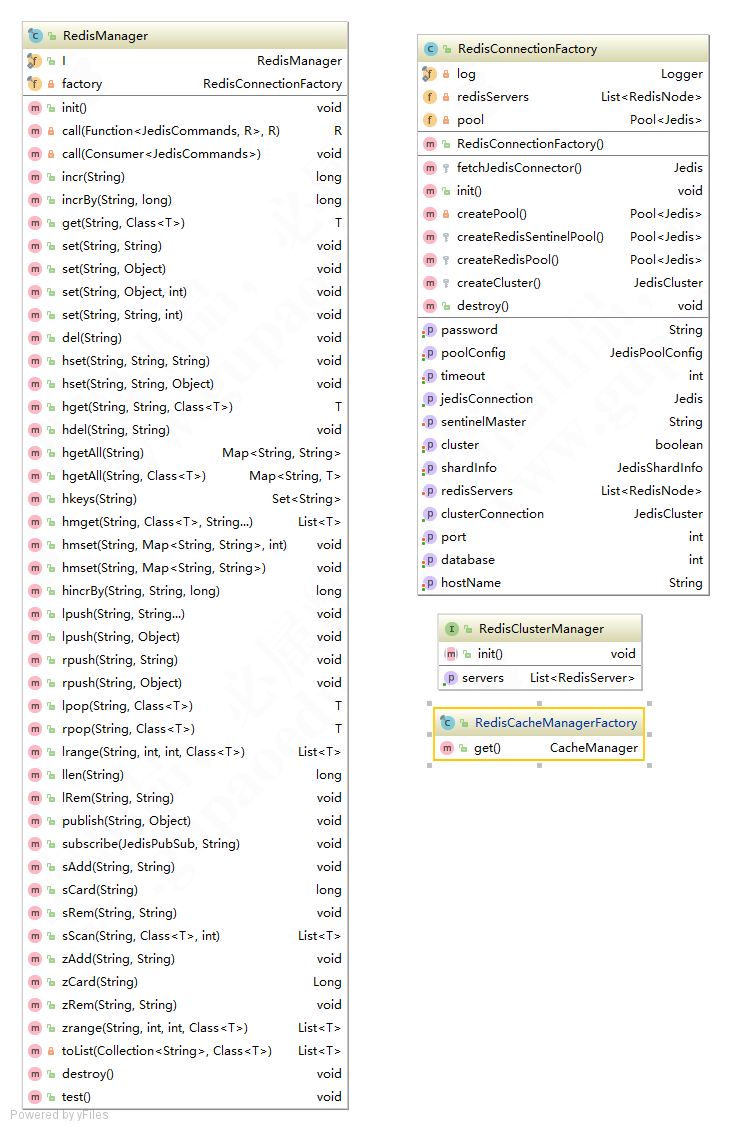 RedisManager
I RedisManager
factory RedisConnectionFactory
init() void
call(Function<JedisCommands, R>, R) R
call(Consumer<JedisCommands>) void
incr(String) long
incrBy(String, long) long
get(String, Class<T>) T
set(String, String) void
set(String, Object) void
set(String, Object, int) void
set(String, String, int) void
del(String) void
hset(String, String, String) void
hset(String, String, Object) void
hget(String, String, Class<T>) T
hdel(String, String) void
hgetAll(String) Map<String, String>
hgetAll(String, Class<T>) Map<String, T>
hkeys(String) Set<String>
hmget(String, Class<T>, String...) List<T>
hmset(String, Map<String, String>, int) void
hmset(String, Map<String, String>) void
hincrBy(String, String, long) long
lpush(String, String...) void
lpush(String, Object) void
rpush(String, String) void
rpush(String, Object) void
lpop(String, Class<T>) T
rpop(String, Class<T>) T
lrange(String, int, int, Class<T>) List<T>
llen(String) long
lRem(String, String) void
publish(String, Object) void
subscribe(JedisPubSub, String) void
sAdd(String, String) void
sCard(String) long
sRem(String, String) void
sScan(String, Class<T>, int) List<T>
zAdd(String, String) void
zCard(String) Long
zRem(String, String) void
zrange(String, int, int, Class<T>) List<T>
toList(Collection<String>, Class<T>) List<T>
destroy() void
test() void
RedisConnectionFactory
log Logger
redisServers List<RedisNode>
pool Pool<Jedis>
RedisConnectionFactory()
fetchJedisConnector() Jedis
init() void
createPool() Pool<Jedis>
createRedisSentinelPool() Pool<Jedis>
createRedisPool() Pool<Jedis>
createCluster() JedisCluster
destroy() void
password String
poolConfig JedisPoolConfig
timeout int
jedisConnection Jedis
sentinelMaster String
cluster boolean
shardInfo JedisShardInfo
redisServers List<RedisNode>
clusterConnection JedisCluster
port int
database int
hostName String
RedisClusterManager
init() void
servers List<RedisServer>
RedisCacheManagerFactory
get() CacheManager
Powered by yFiles